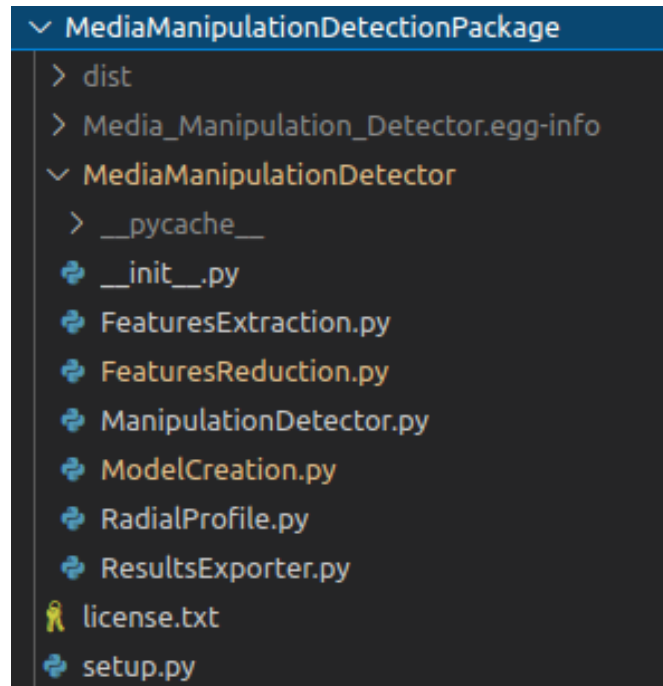 MediaManipulationDetectionPackage
dist
Media_Manipulation_Detector.egg-info
MediaManipulationDetector
__pycache__
__init__.py
FeaturesExtraction.py
FeaturesReduction.py
ManipulationDetector.py
ModelCreation.py
RadialProfile.py
ResultsExporter.py
license.txt
setup.py